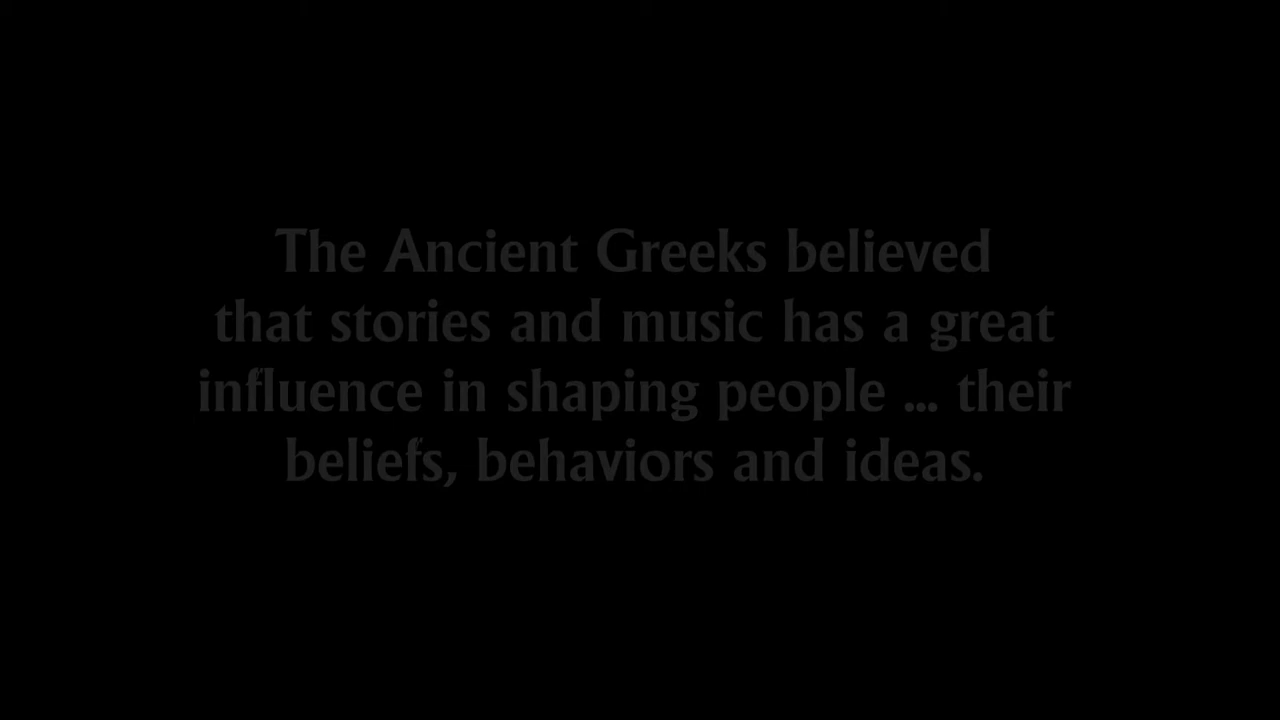 The Ancient Greeks believed
that stories and music has a great
influence in shaping people ... their
beliefs, behaviors and ideas.